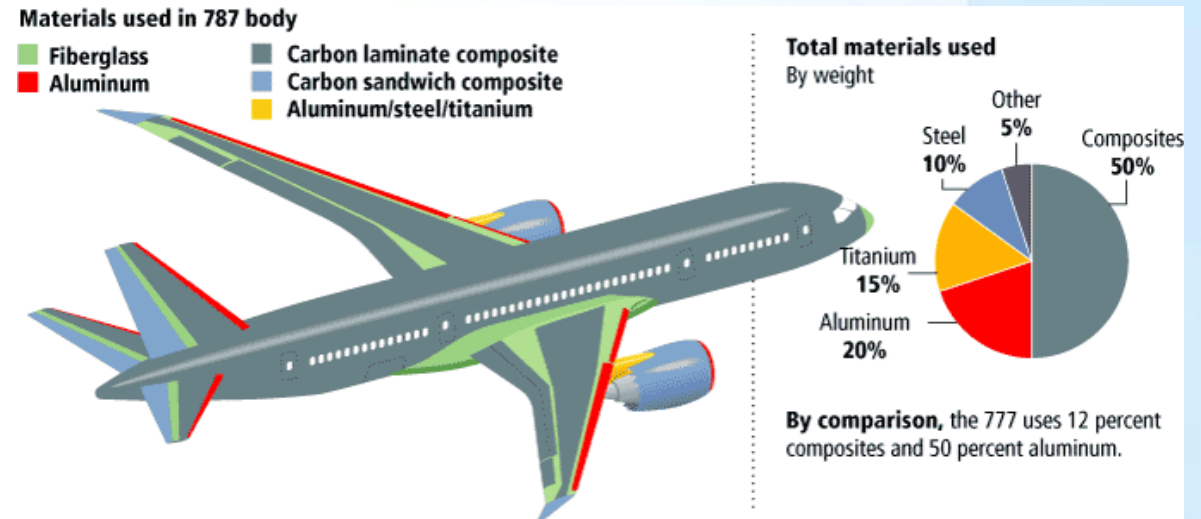 Materials used in 787 body
Fiberglass
Aluminum
Carbon laminate composite
Carbon sandwich composite
Aluminum/steel/titanium
Total materials used
By weight
Other
5%
Steel
10%
Composites
50%
Titanium
15%
Aluminum
20%
By comparison, the 777 uses 12 percent
composites and 50 percent aluminum.